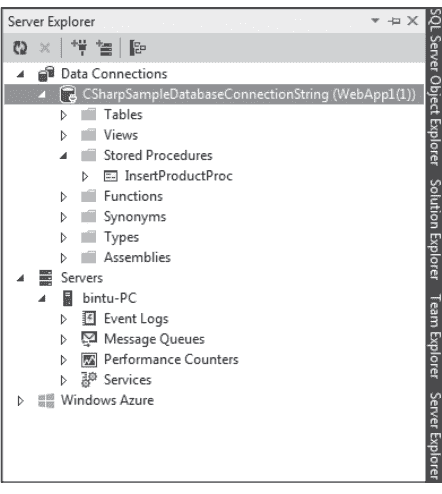 Server Explorer
Data Connections
CSharpSampleDatabaseConnectionString (WebApp1(1))
Tables
Views
Stored Procedures
InsertProductProc
Functions
Synonyms
Types
Assemblies
Servers
bintu-PC
Event Logs
Message Queues
Performance Counters
Services
Windows Azure
SQL Server Object Explorer
Solution Explorer
Team Explorer
Server Explorer